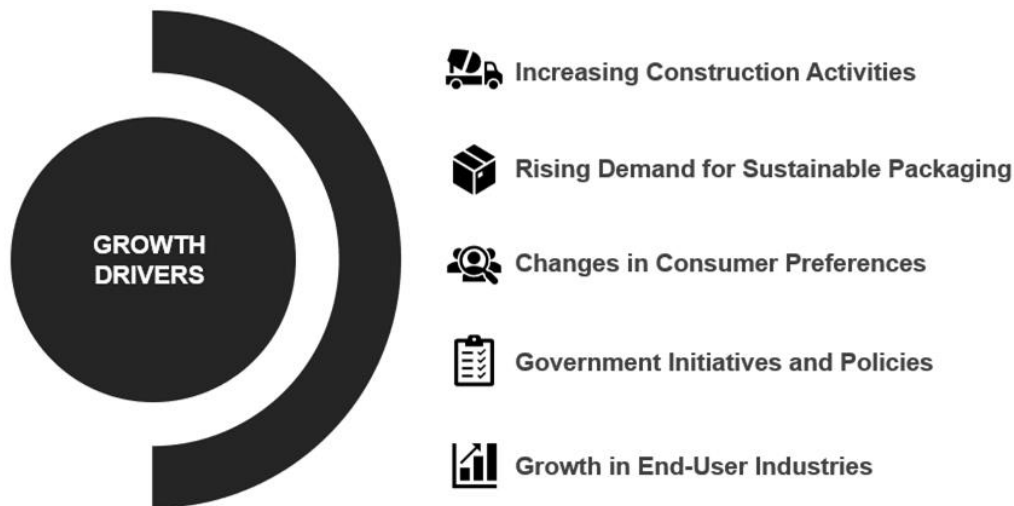 GROWTH
DRIVERS
Increasing Construction Activities
Rising Demand for Sustainable Packaging
Changes in Consumer Preferences
Government Initiatives and Policies
Growth in End-User Industries